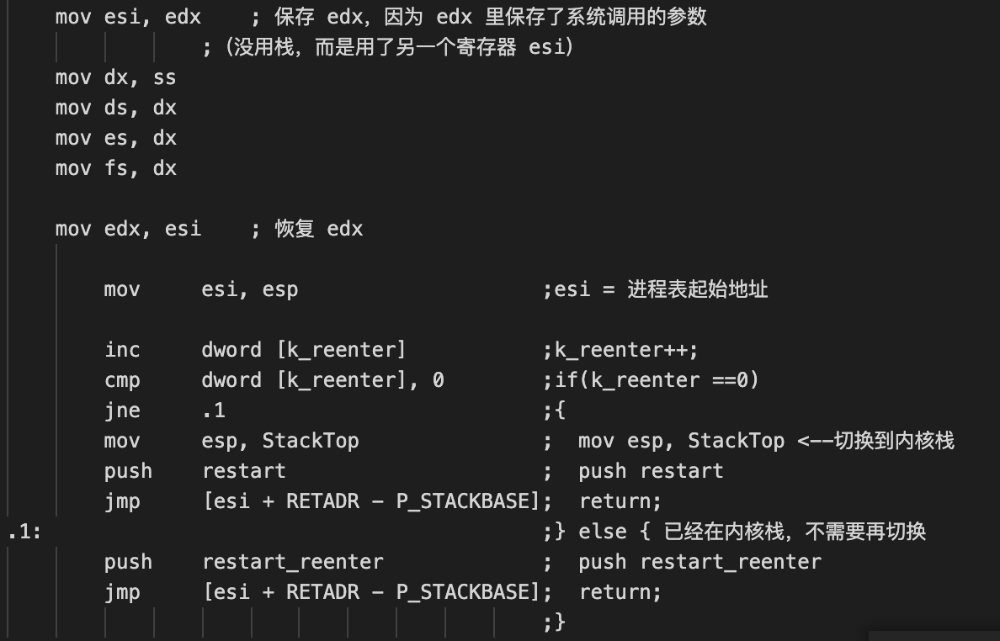 mov esi, edx    ; 保存 edx，因为 edx 里保存了系统调用的参数
; (没用栈，而是用了另一个寄存器 esi)
mov dx, ss
mov ds, dx
mov es, dx
mov fs, dx
mov edx, esi    ; 恢复 edx
mov     esi, esp                    ;esi = 进程表起始地址
inc     dword [k_reenter]           ;k_reenter++;
cmp     dword [k_reenter], 0        ;if(k_reenter ==0)
jne     .1                          ;{
mov     esp, StackTop               ;  mov esp, StackTop <--切换到内核栈
push    restart                     ;  push restart
jmp     [esi + RETADR - P_STACKBASE];  return;
.1:                                         ;} else { 已经在内核栈，不需要再切换
push    restart_reenter             ;  push restart_reenter
jmp     [esi + RETADR - P_STACKBASE];  return;
;}